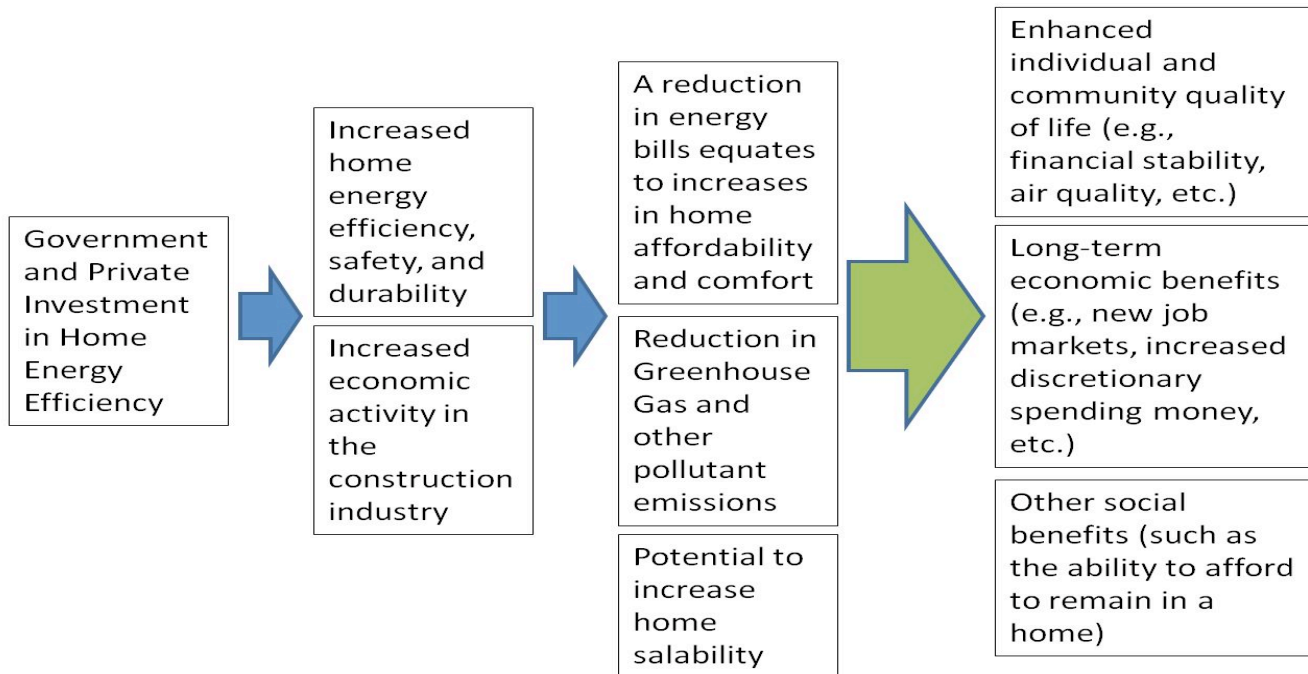 Government
and Private
Investment
in Home
Energy
Efficiency
Increased
home
energy
efficiency,
safety, and
durability
Increased
economic
activity in
the
construction
industry
A reduction
in energy
bills equates
to increases
in home
affordability
and comfort
Reduction in
Greenhouse
Gas and
other
pollutant
emissions
Potential to
increase
home
salability
Enhanced
individual and
community quality
of life (e.g.,
financial stability,
air quality, etc.)
Long-term
economic benefits
(e.g., new job
markets, increased
discretionary
spending money,
etc.)
Other social
benefits (such as
the ability to afford
to remain in a
home)